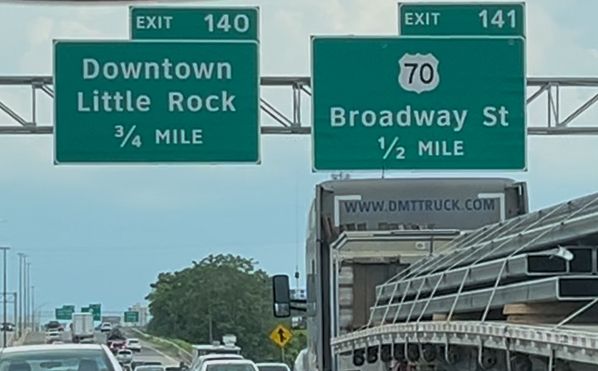 EXIT 140
Downtown
Little Rock
3/4 MILE
EXIT 141
70
Broadway St
1/2 MILE
WWW.DMTTRUCK.COM